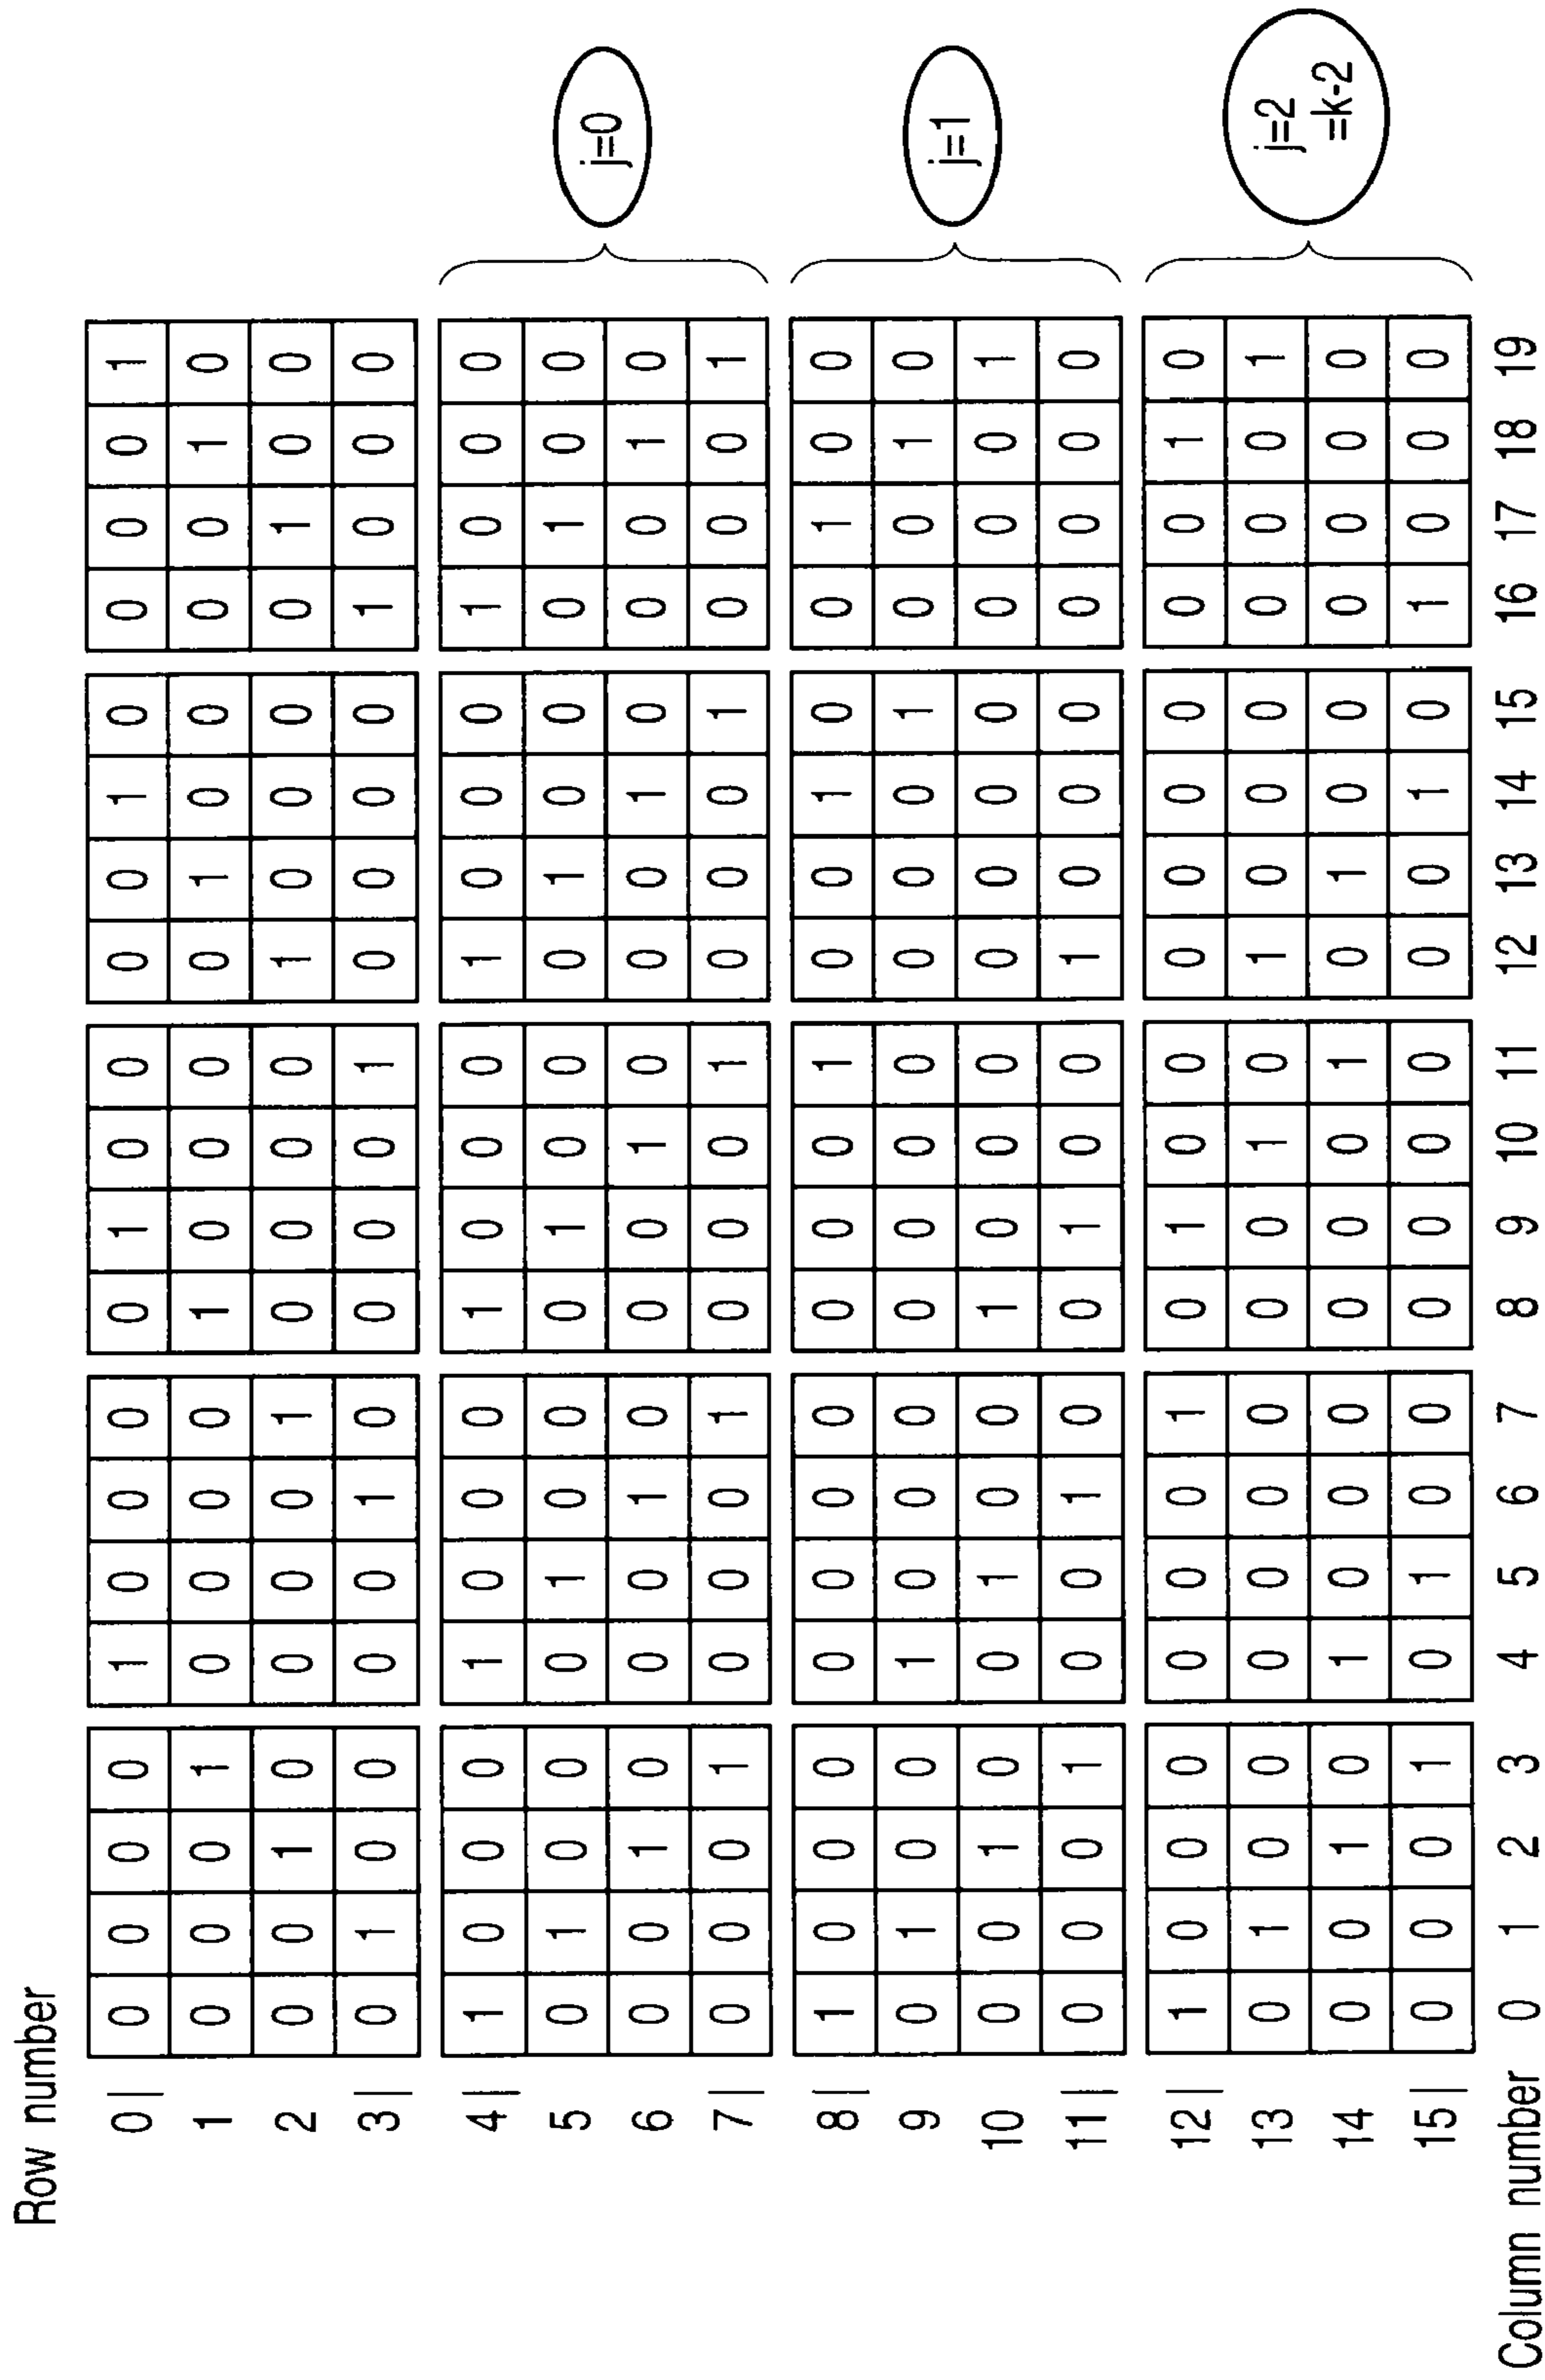 Row number
0 0 0 0 0 1 0 0 0 0 1 0 0 0 0 1 0 0 0 0 1
1 0 0 0 1 0 0 0 0 1 0 0 0 0 1 0 0 0 0 1 0
2 0 0 1 0 0 0 0 1 0 0 0 0 1 0 0 0 0 1 0 0
3 0 1 0 0 0 0 1 0 0 0 0 1 0 0 0 0 1 0 0 0
4 1 0 0 0 1 0 0 0 1 0 0 0 1 0 0 0 1 0 0 0
5 0 1 0 0 0 1 0 0 0 1 0 0 0 1 0 0 0 1 0 0
6 0 0 1 0 0 0 1 0 0 0 1 0 0 0 1 0 0 0 1 0
7 0 0 0 1 0 0 0 1 0 0 0 1 0 0 0 1 0 0 0 1
j=0
8 1 0 0 0 0 0 0 0 0 0 0 1 0 0 1 0 0 1 0 0
9 0 1 0 0 1 0 0 0 0 0 0 0 0 0 0 1 0 0 1 0
10 0 0 1 0 0 1 0 0 1 0 0 0 0 0 0 0 0 0 0 1
11 0 0 0 1 0 0 1 0 0 1 0 0 1 0 0 0 0 0 0 0
j=1
12 1 0 0 0 0 0 0 1 0 1 0 0 0 0 0 0 0 0 1 0
13 0 1 0 0 0 0 0 0 0 0 1 0 1 0 0 0 0 0 0 1
14 0 0 1 0 1 0 0 0 0 0 0 1 0 1 0 0 0 0 0 0
15 0 0 0 1 0 1 0 0 0 0 0 0 0 0 1 0 1 0 0 0
j=2
=k-2
Column number 0 1 2 3 4 5 6 7 8 9 10 11 12 13 14 15 16 17 18 19